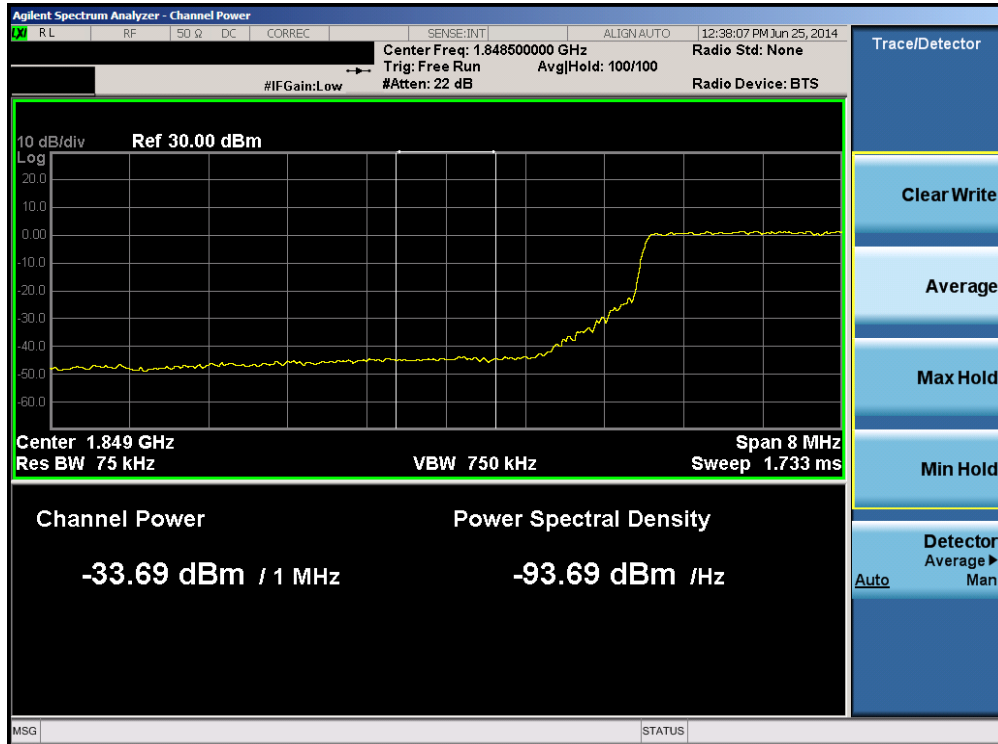 Agilent Spectrum Analyzer - Channel Power
LXI RL RF 50 Ω DC CORREC SENSE:INT ALIGN AUTO 12:38:07 PM Jun 25, 2014
Center Freq: 1.848500000 GHz Radio Std: None
Trig: Free Run Avg|Hold: 100/100
#IFGain:Low #Atten: 22 dB Radio Device: BTS
Trace/Detector
10 dB/div Ref 30.00 dBm
Log
20.0
10.0
0.00
-10.0
-20.0
-30.0
-40.0
-50.0
-60.0
Center 1.849 GHz Span 8 MHz
Res BW 75 kHz VBW 750 kHz Sweep 1.733 ms
Channel Power Power Spectral Density
-33.69 dBm / 1 MHz -93.69 dBm /Hz
Clear Write
Average
Max Hold
Min Hold
Detector
Average▶
Auto Man
MSG STATUS